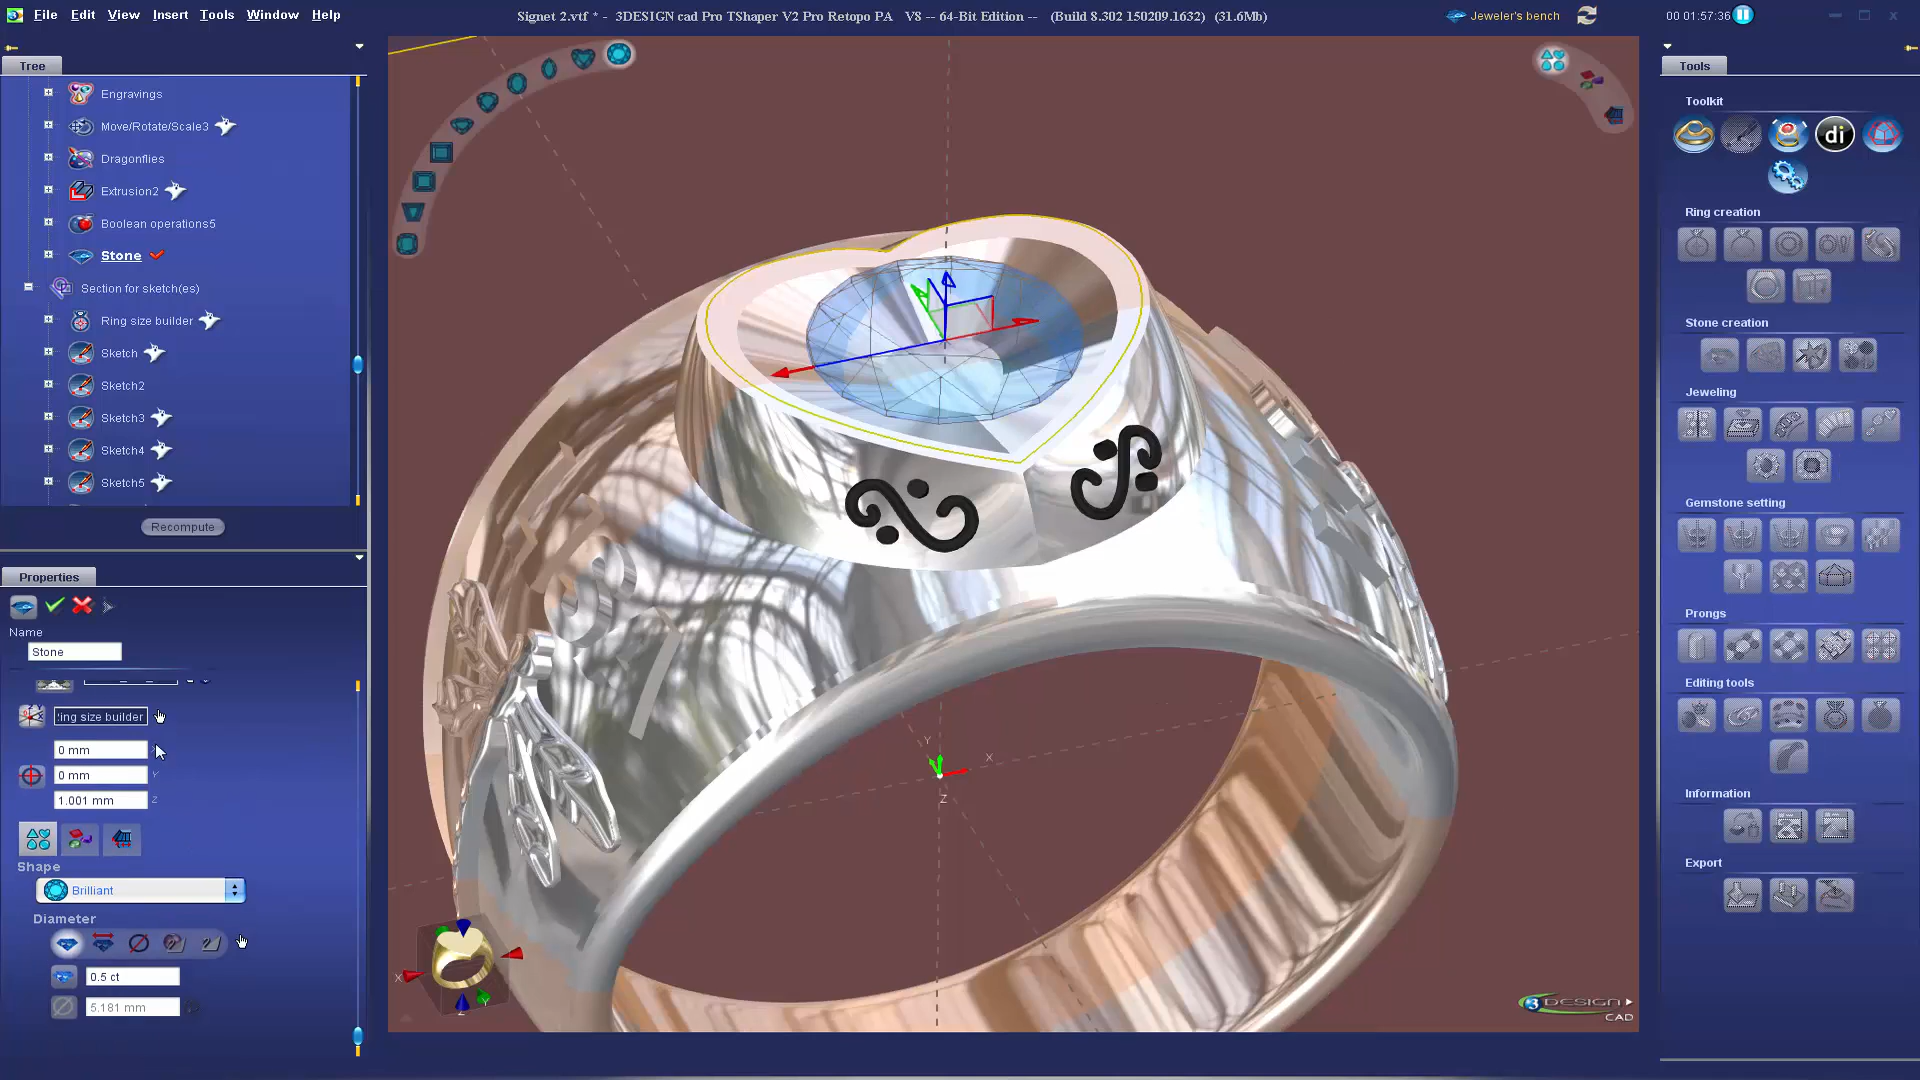 File Edit View Insert Tools Window Help
Signet 2.vtf * - 3DESIGN cad Pro TShaper V2 Pro Retopo PA V8 -- 64-Bit Edition -- (Build 8.302 150209.1632) (31.6Mb)
Jeweler's bench
00 01:57:36
Tree
Engravings
Move/Rotate/Scale3
Dragonflies
Extrusion2
Boolean operations5
Stone
Section for sketch(es)
Ring size builder
Sketch
Sketch2
Sketch3
Sketch4
Sketch5
Recompute
Properties
Name
Stone
ing size builder
0 mm
0 mm Y
1.001 mm Z
Shape
Brilliant
Diameter
0.5 ct
5.181 mm
Y
X
Z
X
Y
Z
3DESIGN
CAD
Tools
Toolkit
di
Ring creation
Stone creation
Jeweling
Gemstone setting
Prongs
Editing tools
Information
Export